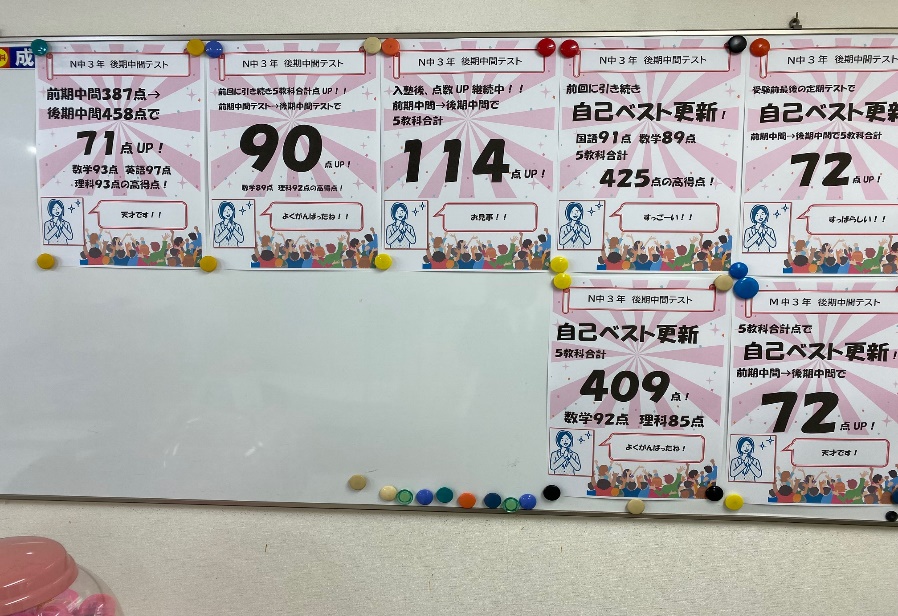 成
N中3年 後期中間テスト
前期中間387点→
後期中間458点で
71点UP!
数学93点 英語97点
理科93点の高得点!
天才です!!
N中3年 後期中間テスト
前回に引き続き5教科合計点UP!!
前期中間テスト→後期中間テストで
90点UP!
数学89点 理科92点の高得点!
よくがんばったね!!
N中3年 後期中間テスト
入塾後、点数UP継続中!!
前期中間→後期中間で
5教科合計
114点UP!
お見事!!
N中3年 後期中間テスト
前回に引き続き
自己ベスト更新!
国語91点 数学89点
5教科合計
425点の高得点!
すっごーい!!
N中3年 後期中間テスト
受験前最後の定期テストで
自己ベスト更新
前期中間→後期中間で5教科合計
72点UP!
すっばらしい!!
N中3年 後期中間テスト
自己ベスト更新
5教科合計
409点!
数学92点 理科85点
よくがんばったね!
M中3年 後期中間テスト
5教科合計点で
自己ベスト更新!
前期中間→後期中間で
72点UP!
天才です!